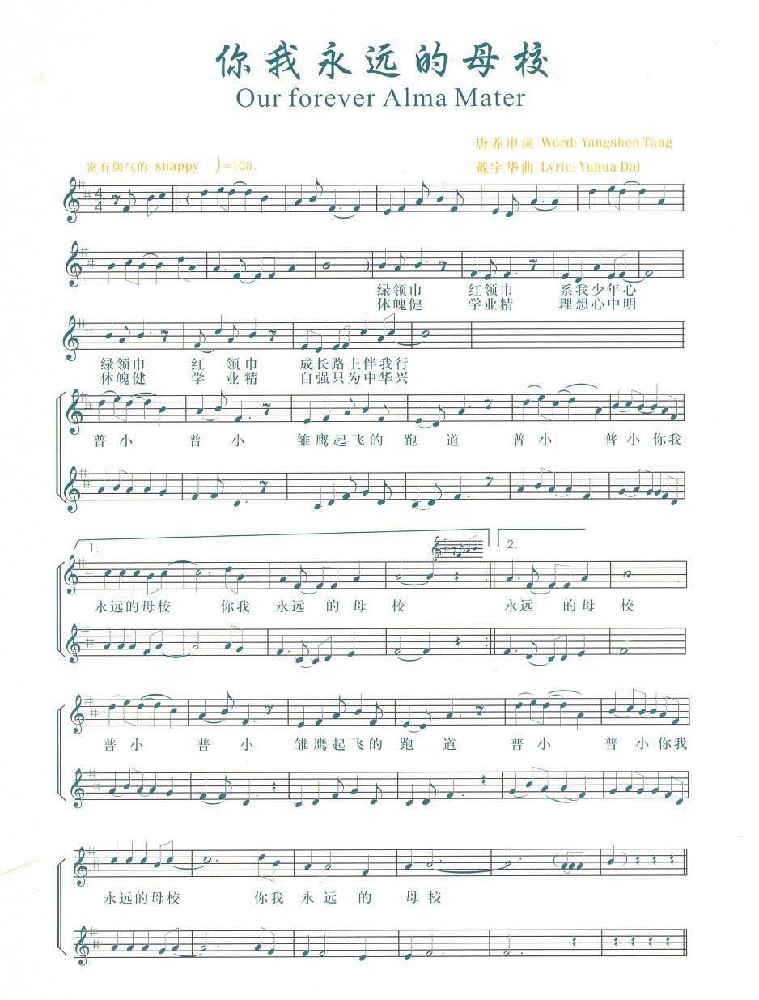 你我永远的母校
Our forever Alma Mater
唐养申词 Word: Yangshen Tang
富有朝气的 snappy ♩=108.
戴宇华曲 Lyric: Yuhua Dai
4
4
绿领巾 红领巾 系我少年心
体魄健 学业精 理想心中明
绿领巾 红 领巾 成长路上伴我行
体魄健 学 业精 自强只为中华兴
普小 普小 雏鹰起飞的跑道 普小 普小你我
1. 2.
永远的母校 你我 永远 的母 校 永远 的母 校
普小 普小 雏鹰起飞的跑道 普小 普小你我
永远的母校 你我 永远 的 母校